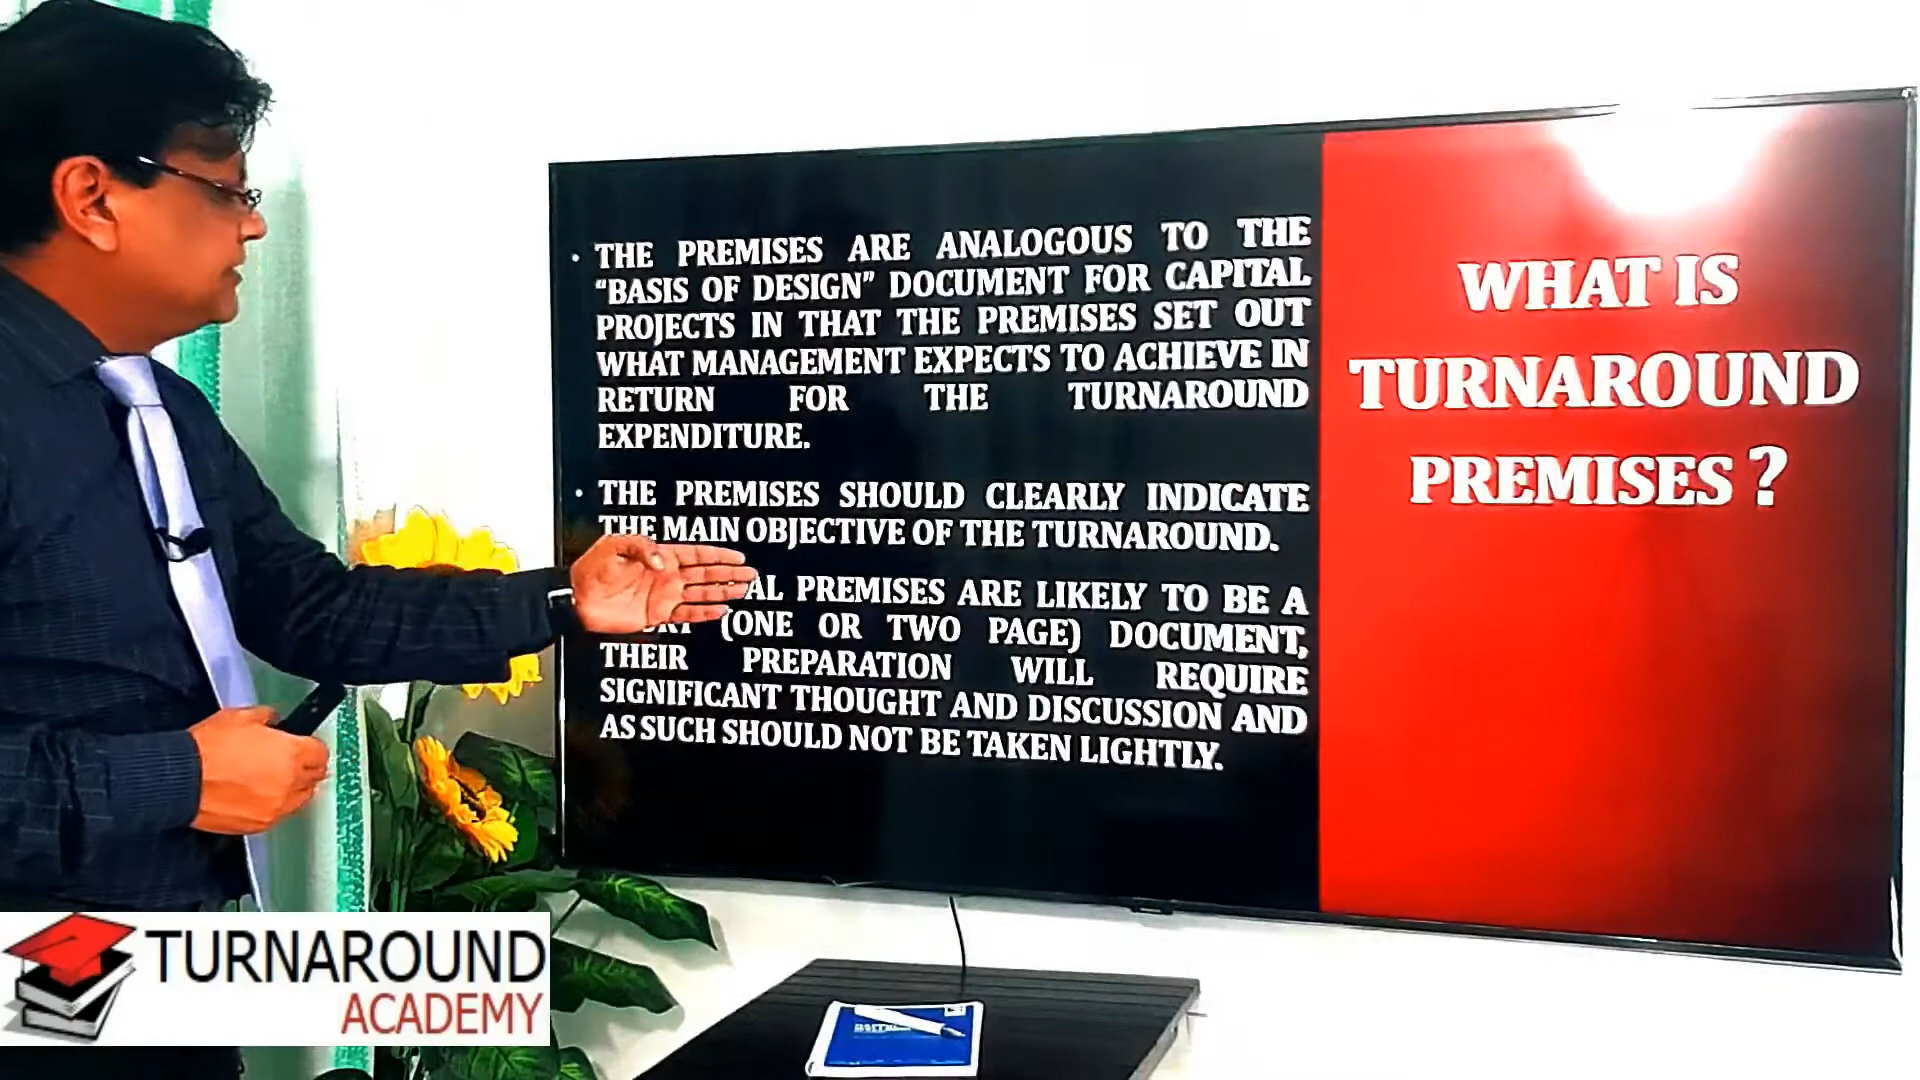 THE PREMISES ARE ANALOGOUS TO THE
“BASIS OF DESIGN” DOCUMENT FOR CAPITAL
PROJECTS IN THAT THE PREMISES SET OUT
WHAT MANAGEMENT EXPECTS TO ACHIEVE IN
RETURN FOR THE TURNAROUND
EXPENDITURE.
THE PREMISES SHOULD CLEARLY INDICATE
THE MAIN OBJECTIVE OF THE TURNAROUND.
PREMISES ARE LIKELY TO BE A
(ONE OR TWO PAGE) DOCUMENT,
THEIR PREPARATION WILL REQUIRE
SIGNIFICANT THOUGHT AND DISCUSSION AND
AS SUCH SHOULD NOT BE TAKEN LIGHTLY.
WHAT IS
TURNAROUND
PREMISES ?
TURNAROUND
ACADEMY